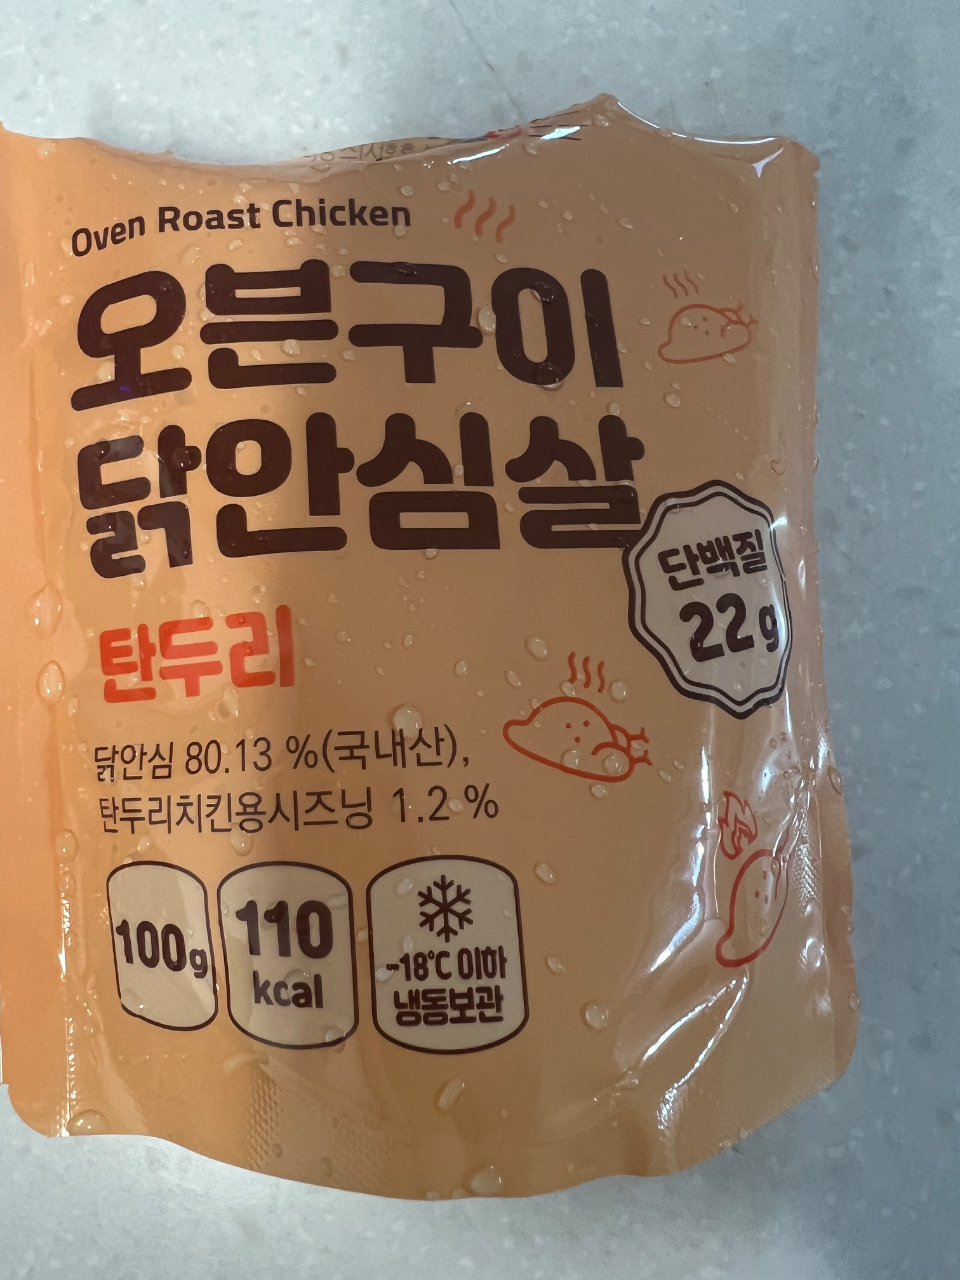 Oven Roast Chicken
오븐구이
닭안심살
단백질
22g
탄두리
닭안심 80.13 %(국내산),
탄두리치킨용시즈닝 1.2 %
100g
110
kcal
-18℃ 이하
냉동보관